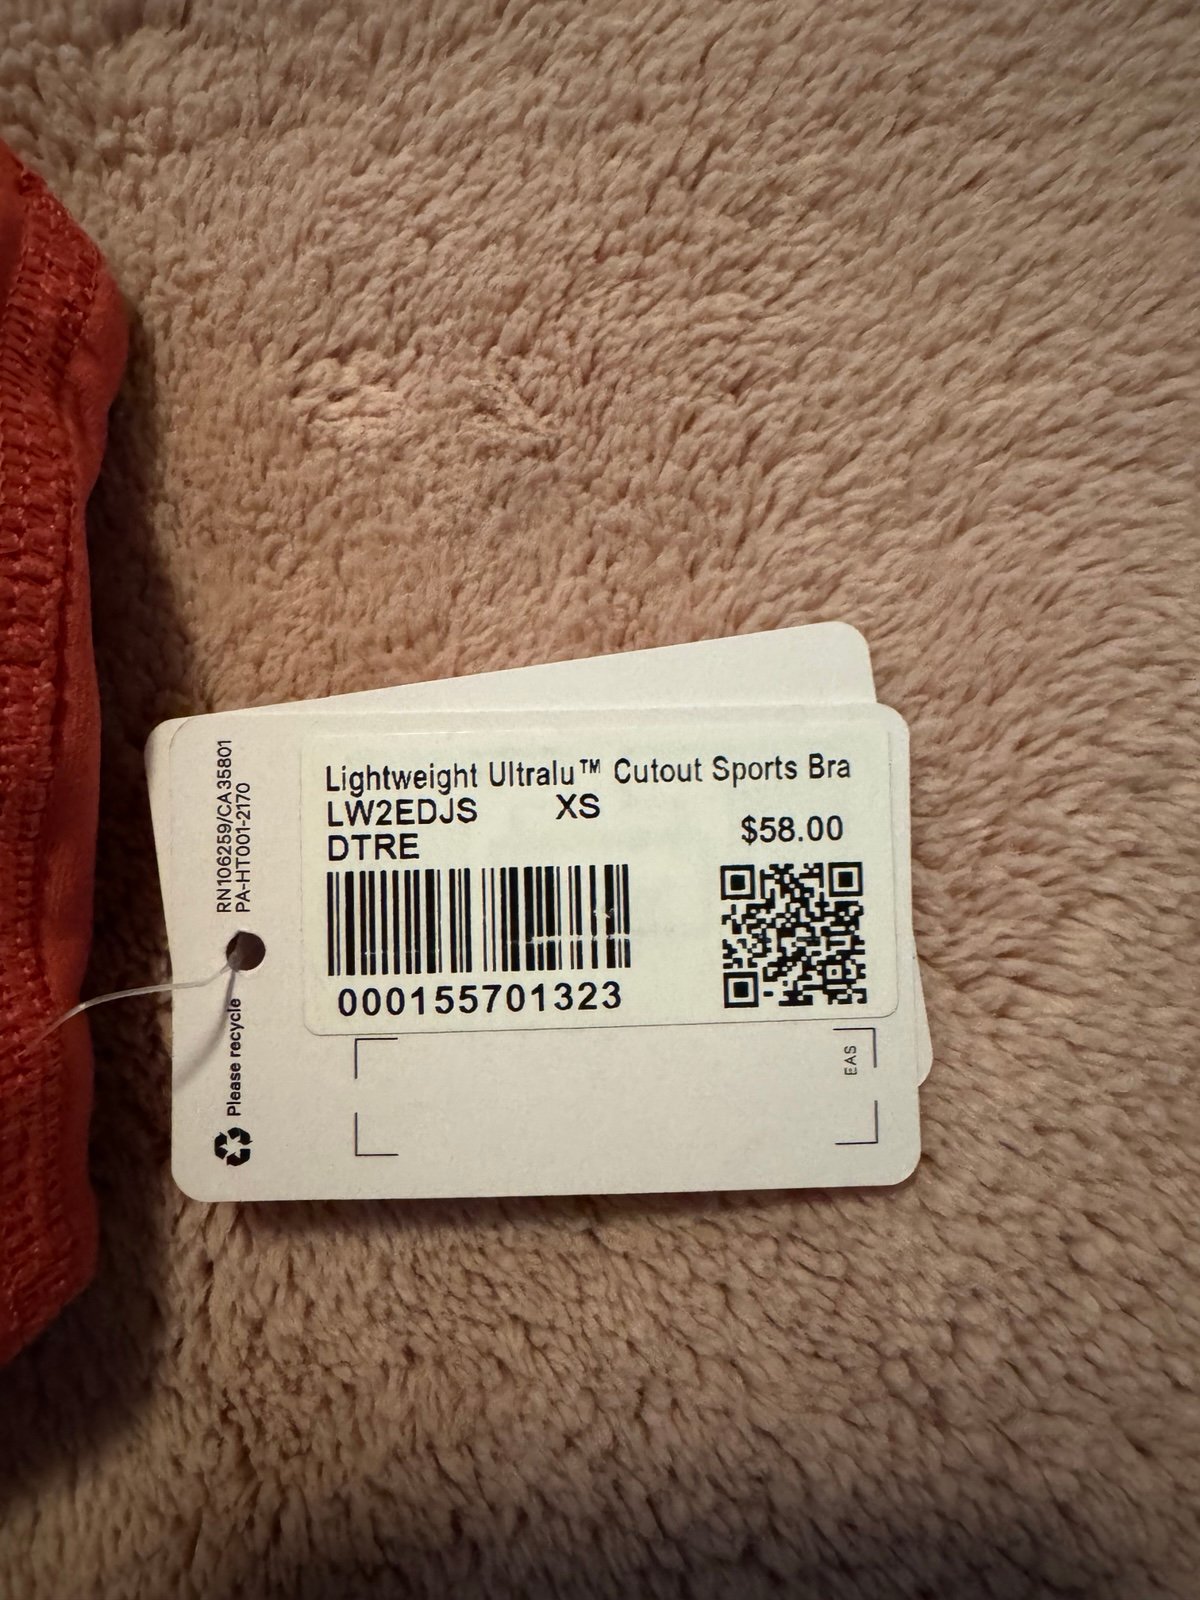 RN106259/CA35801
PA-HT001-2170
Please recycle
Lightweight Ultralu™ Cutout Sports Bra
LW2EDJS XS
$58.00
DTRE
000155701323
EAS